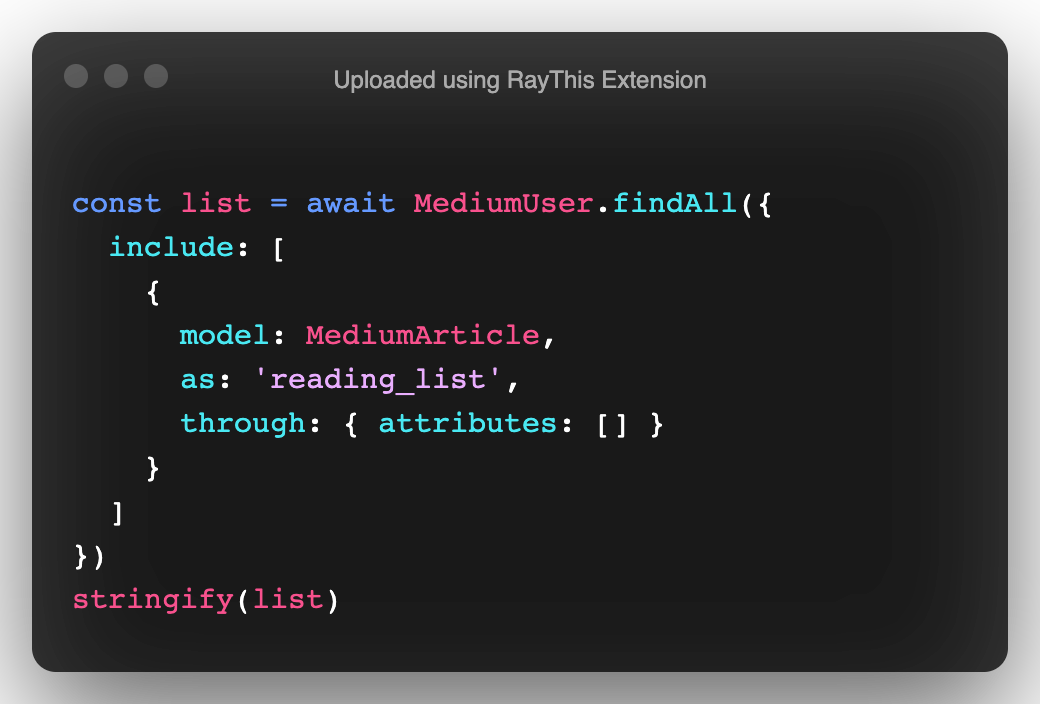 Uploaded using RayThis Extension
const list = await MediumUser.findAll({
  include: [
    {
      model: MediumArticle,
      as: 'reading_list',
      through: { attributes: [] }
    }
  ]
})
stringify(list)